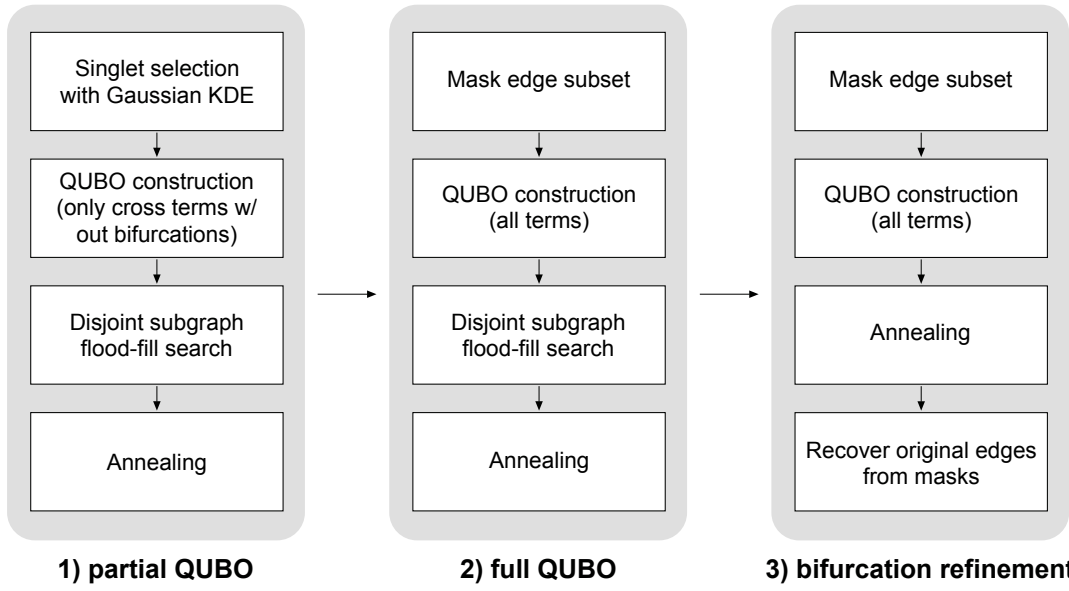 Singlet selection
with Gaussian KDE
QUBO construction
(only cross terms w/
out bifurcations)
Disjoint subgraph
flood-fill search
Annealing
1) partial QUBO
Mask edge subset
QUBO construction
(all terms)
Disjoint subgraph
flood-fill search
Annealing
2) full QUBO
Mask edge subset
QUBO construction
(all terms)
Annealing
Recover original edges
from masks
3) bifurcation refinement